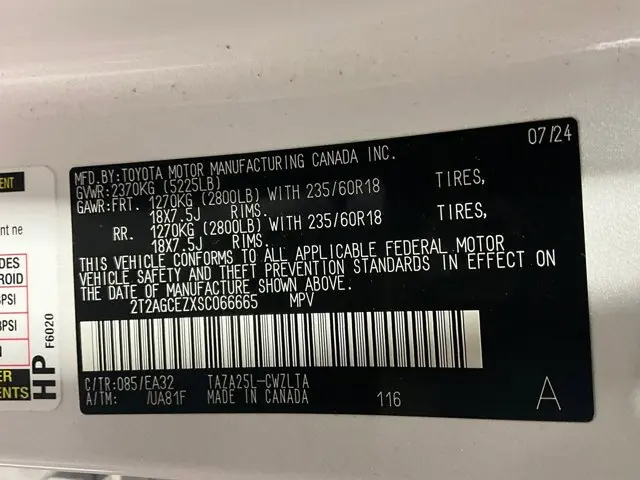 07/24
MFD.BY:TOYOTA MOTOR MANUFACTURING CANADA INC.
GVWR:2370KG (5225LB)
GAWR:FRT. 1270KG (2800LB) WITH 235/60R18 TIRES,
18X7.5J RIMS.
RR. 1270KG (2800LB) WITH 235/60R18 TIRES,
18X7.5J RIMS.
THIS VEHICLE CONFORMS TO ALL APPLICABLE FEDERAL MOTOR
VEHICLE SAFETY AND THEFT PREVENTION STANDARDS IN EFFECT ON
THE DATE OF MANUFACTURE SHOWN ABOVE.
2T2AGCEZXSC066665 MPV
C/TR:085/EA32 TAZA25L-CWZLTA
A/TM: /UA81F MADE IN CANADA 116 A
HP
F6020
PSI